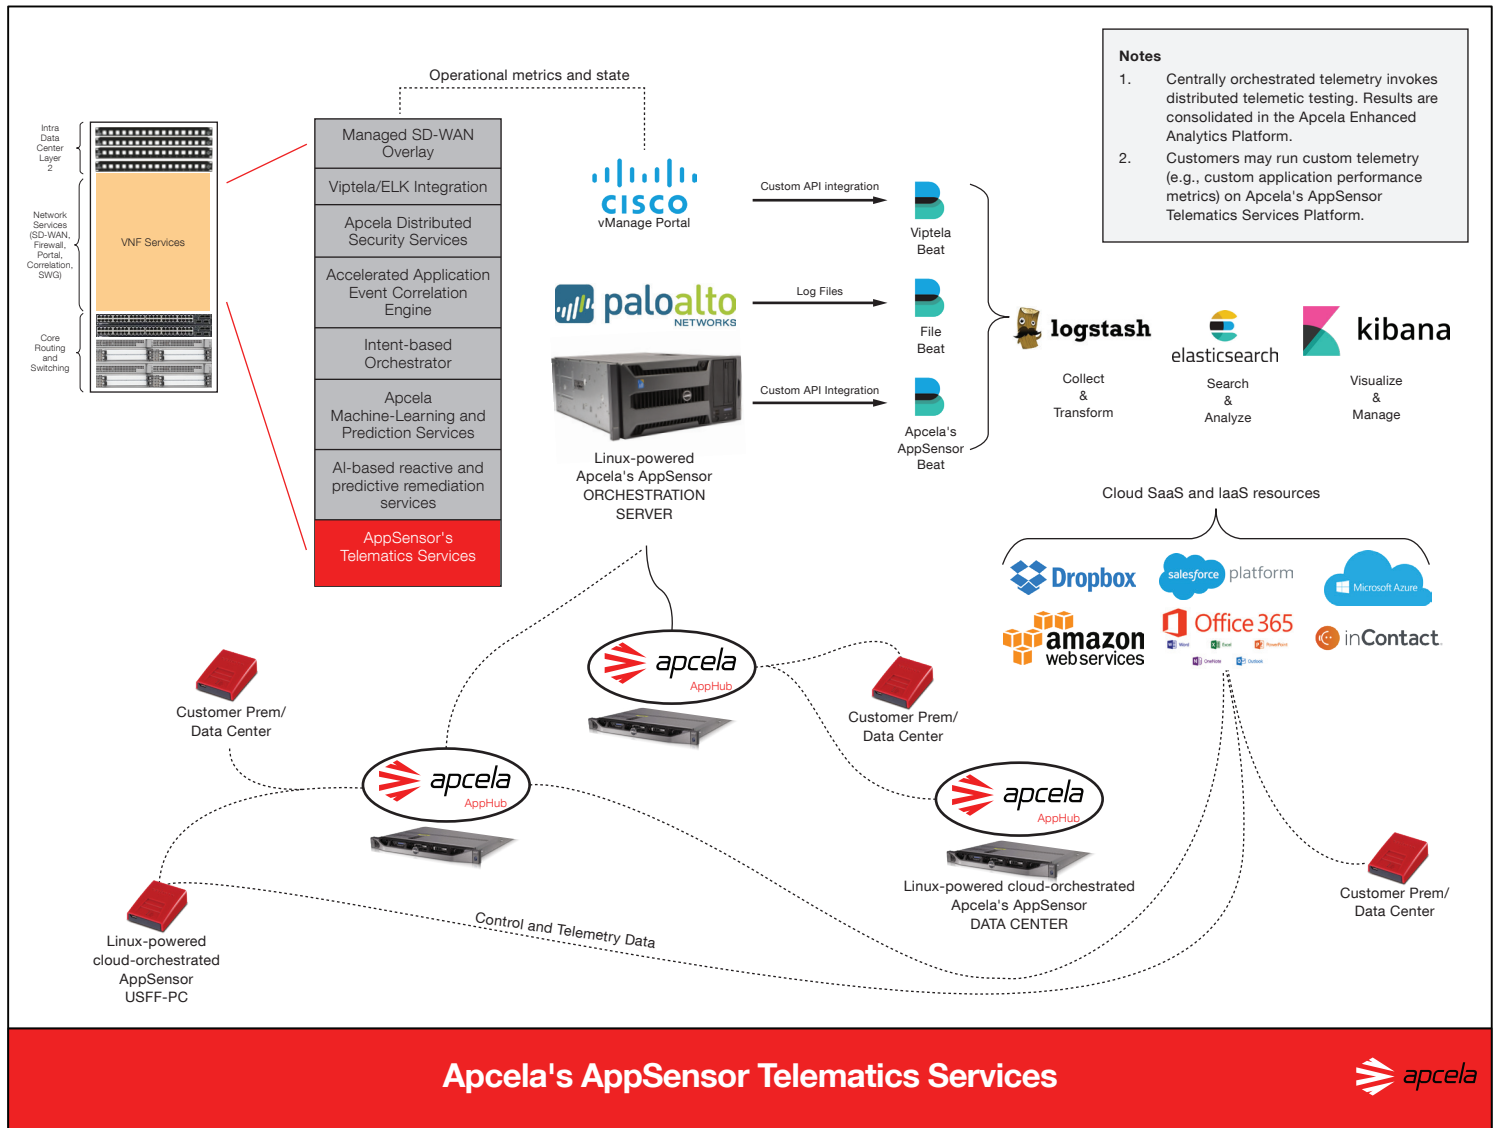 Operational metrics and state
Notes
1. Centrally orchestrated telemetry invokes
distributed telemetic testing. Results are
consolidated in the Apcela Enhanced
Analytics Platform.
2. Customers may run custom telemetry
(e.g., custom application performance
metrics) on Apcela's AppSensor
Telematics Services Platform.
Intra
Data
Center
Layer
2
Network
Services
(SD-WAN,
Firewall,
Portal,
Correlation,
SWG)
Core
Routing
and
Switching
VNF Services
Managed SD-WAN
Overlay
Viptela/ELK Integration
Apcela Distributed
Security Services
Accelerated Application
Event Correlation
Engine
Intent-based
Orchestrator
Apcela
Machine-Learning and
Prediction Services
AI-based reactive and
predictive remediation
services
AppSensor's
Telematics Services
CISCO
vManage Portal
Custom API integration
Viptela
Beat
paloalto
NETWORKS
Log Files
File
Beat
Custom API Integration
Apcela's
AppSensor
Beat
Linux-powered
Apcela's AppSensor
ORCHESTRATION
SERVER
logstash
Collect
&
Transform
elasticsearch
Search
&
Analyze
kibana
Visualize
&
Manage
Cloud SaaS and IaaS resources
Dropbox
salesforce platform
Microsoft Azure
amazon
web services
Office 365
Word
Excel
PowerPoint
OneNote
Outlook
inContact
apcela
AppHub
Customer Prem/
Data Center
Customer Prem/
Data Center
apcela
AppHub
apcela
AppHub
Linux-powered cloud-orchestrated
Apcela's AppSensor
DATA CENTER
Customer Prem/
Data Center
Control and Telemetry Data
Linux-powered
cloud-orchestrated
AppSensor
USFF-PC
Apcela's AppSensor Telematics Services
apcela